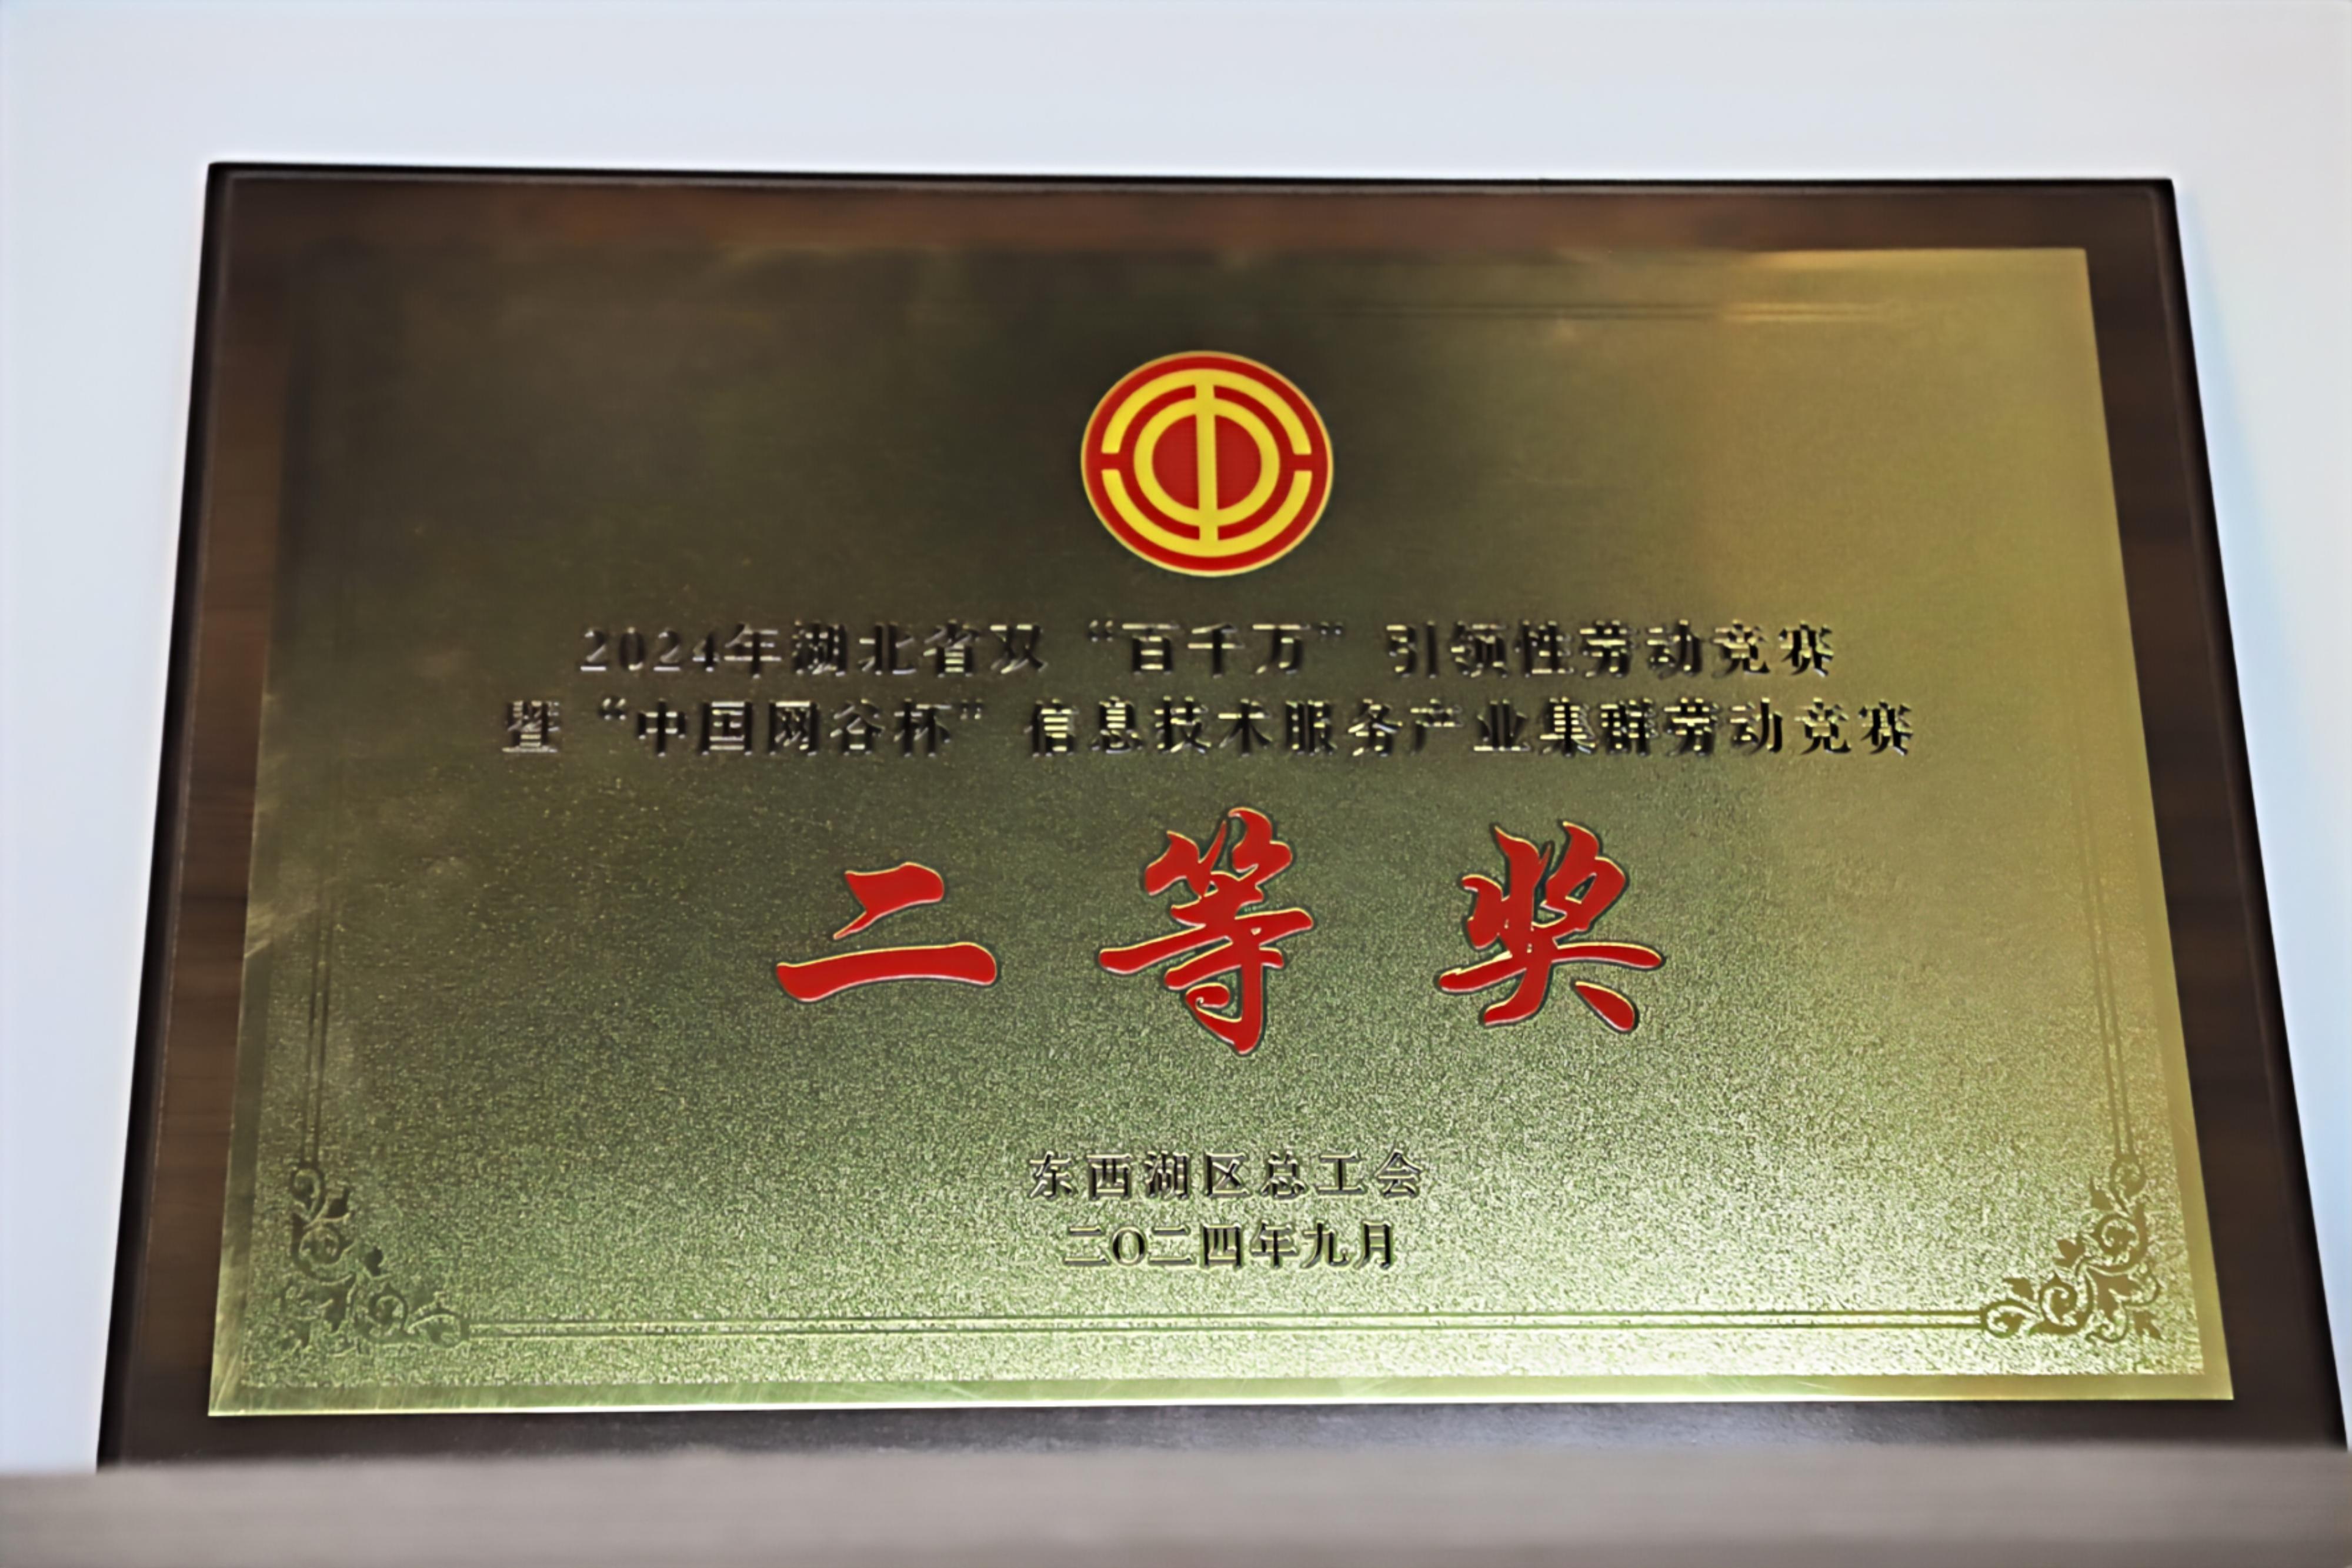 2024年湖北省双“百千万”引领性劳动竞赛
暨“中国网谷杯”信息技术服务产业集群劳动竞赛
二等奖
东西湖区总工会
二O二四年九月